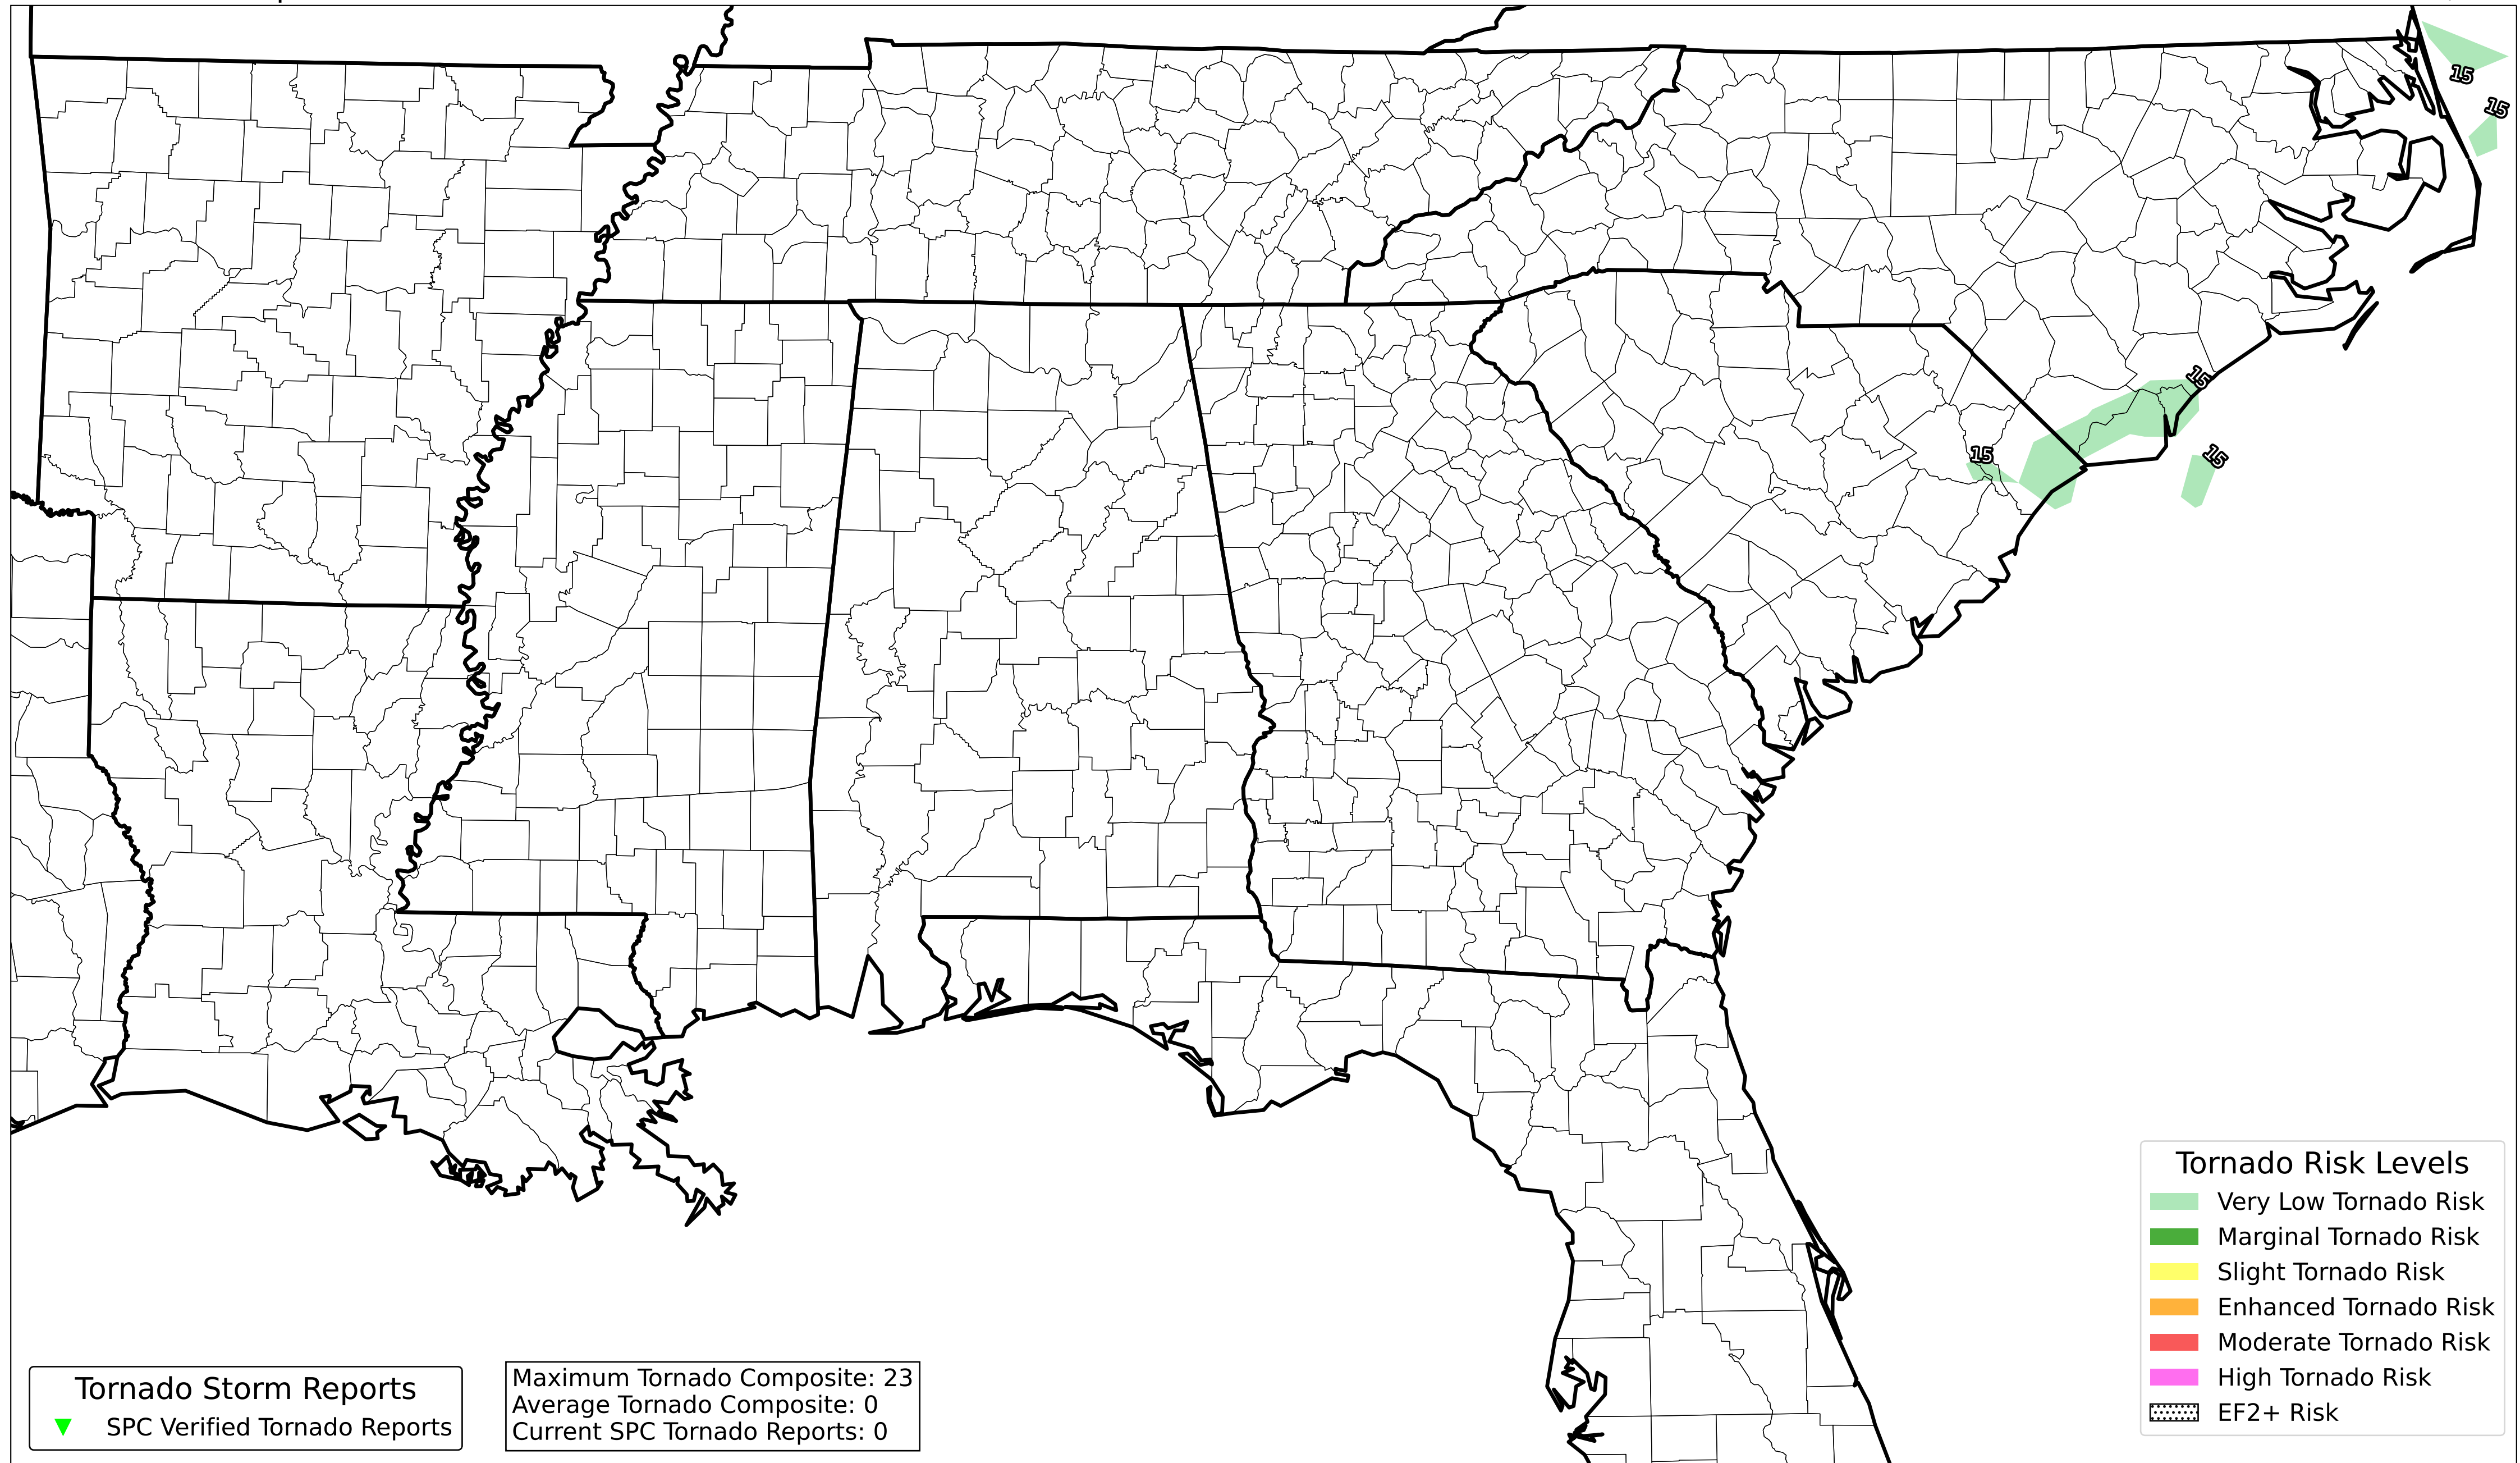 15
15
15
15
15
Tornado Risk Levels
Very Low Tornado Risk
Marginal Tornado Risk
Slight Tornado Risk
Enhanced Tornado Risk
Moderate Tornado Risk
High Tornado Risk
EF2+ Risk
Tornado Storm Reports
SPC Verified Tornado Reports
Maximum Tornado Composite: 23
Average Tornado Composite: 0
Current SPC Tornado Reports: 0